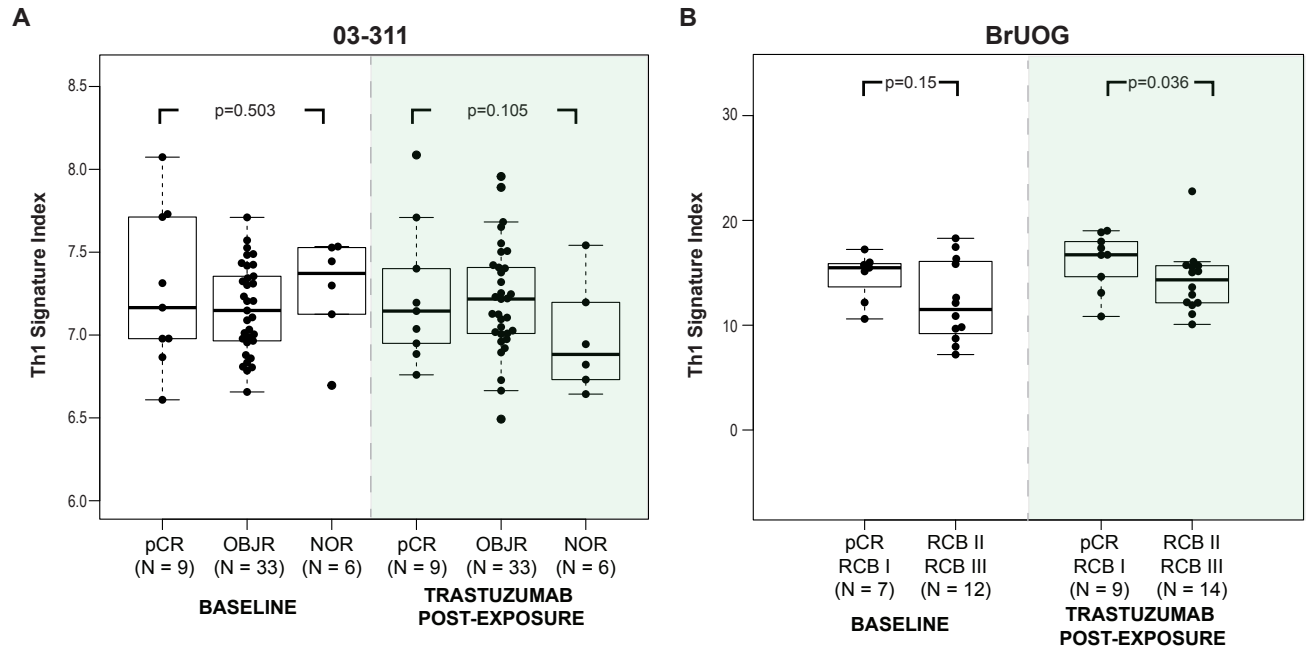 A
03-311
Th1 Signature Index
8.5
8.0
7.5
7.0
6.5
6.0
p=0.503
p=0.105
pCR
(N = 9)
OBJR
(N = 33)
NOR
(N = 6)
pCR
(N = 9)
OBJR
(N = 33)
NOR
(N = 6)
BASELINE
TRASTUZUMAB
POST-EXPOSURE
B
BrUOG
Th1 Signature Index
30
20
10
0
p=0.15
p=0.036
pCR
RCB I
(N = 7)
RCB II
RCB III
(N = 12)
pCR
RCB I
(N = 9)
RCB II
RCB III
(N = 14)
BASELINE
TRASTUZUMAB
POST-EXPOSURE